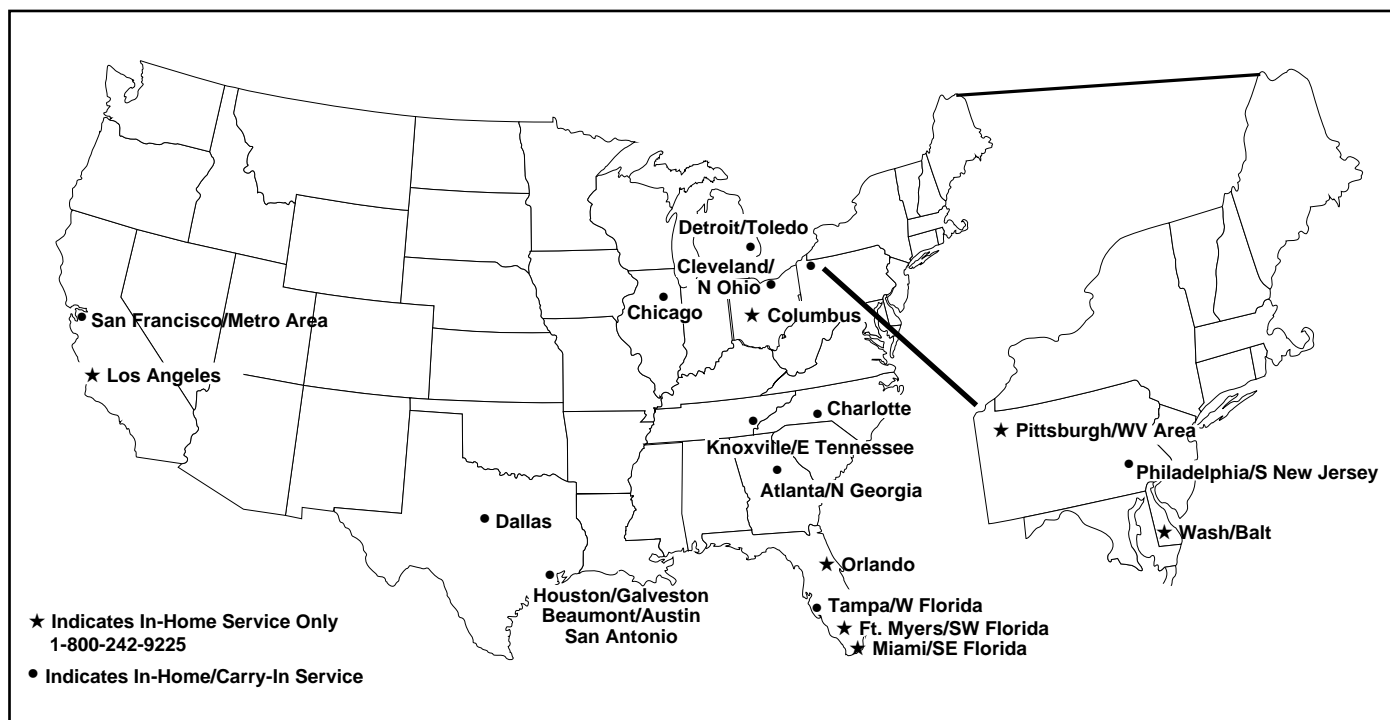 Detroit/Toledo
Cleveland/
N Ohio
Chicago
★ Columbus
San Francisco/Metro Area
★ Los Angeles
Charlotte
Knoxville/E Tennessee
Atlanta/N Georgia
★ Pittsburgh/WV Area
Philadelphia/S New Jersey
★ Wash/Balt
Dallas
★ Orlando
Houston/Galveston
Beaumont/Austin
San Antonio
Tampa/W Florida
★ Ft. Myers/SW Florida
★ Miami/SE Florida
★ Indicates In-Home Service Only
1-800-242-9225
• Indicates In-Home/Carry-In Service